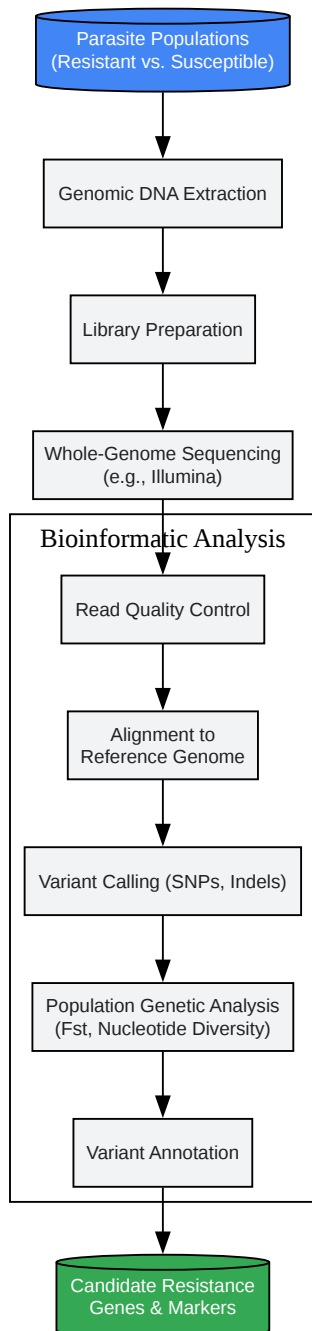 Parasite Populations
(Resistant vs. Susceptible)
Genomic DNA Extraction
Library Preparation
Whole-Genome Sequencing
(e.g., Illumina)
Bioinformatic Analysis
Read Quality Control
Alignment to
Reference Genome
Variant Calling (SNPs, Indels)
Population Genetic Analysis
(Fst, Nucleotide Diversity)
Variant Annotation
Candidate Resistance
Genes & Markers